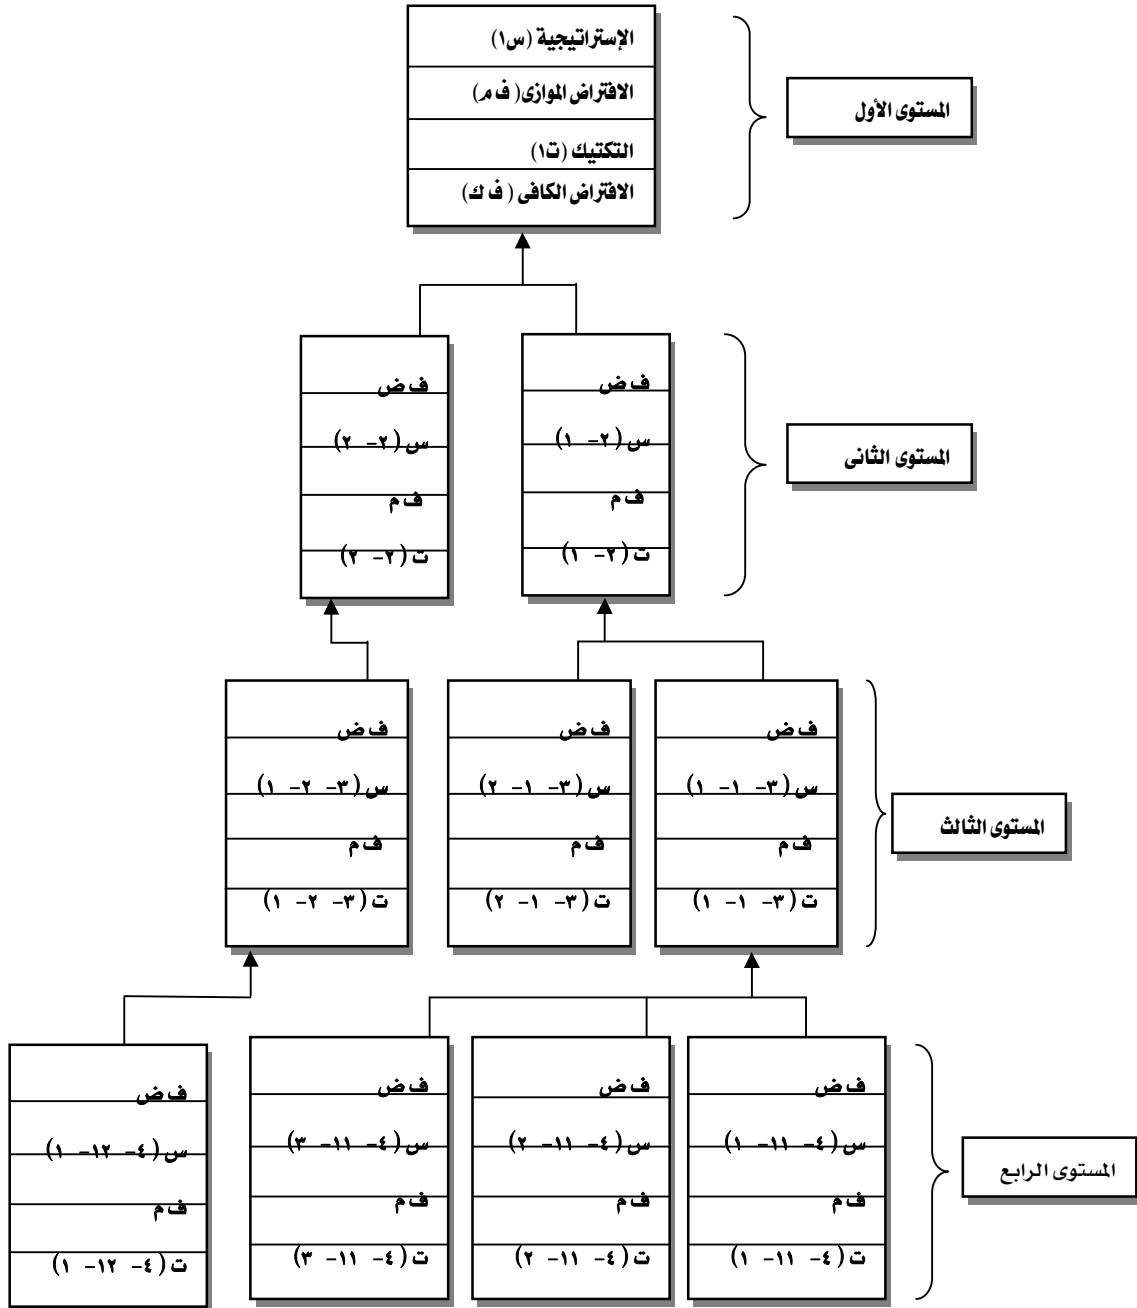 المستوى الأول
الإستراتيجية (س١)
الافتراض الموازى( ف م)
التكتيك (ت١)
الافتراض الكافى ( ف ك)
المستوى الثانى
ف ض
س (٢- ١)
ف م
ت (٢- ١)
ف ض
س (٢- ٢)
ف م
ت (٢- ٢)
المستوى الثالث
ف ض
س (٣- ١- ١)
ف م
ت (٣- ١- ١)
ف ض
س (٣- ١- ٢)
ف م
ت (٣- ١- ٢)
ف ض
س (٣- ٢- ١)
ف م
ت (٣- ٢- ١)
المستوى الرابع
ف ض
س (٤- ١١- ١)
ف م
ت (٤- ١١- ١)
ف ض
س (٤- ١١- ٢)
ف م
ت (٤- ١١- ٢)
ف ض
س (٤- ١١- ٣)
ف م
ت (٤- ١١- ٣)
ف ض
س (٤- ١٢- ١)
ف م
ت (٤- ١٢- ١)